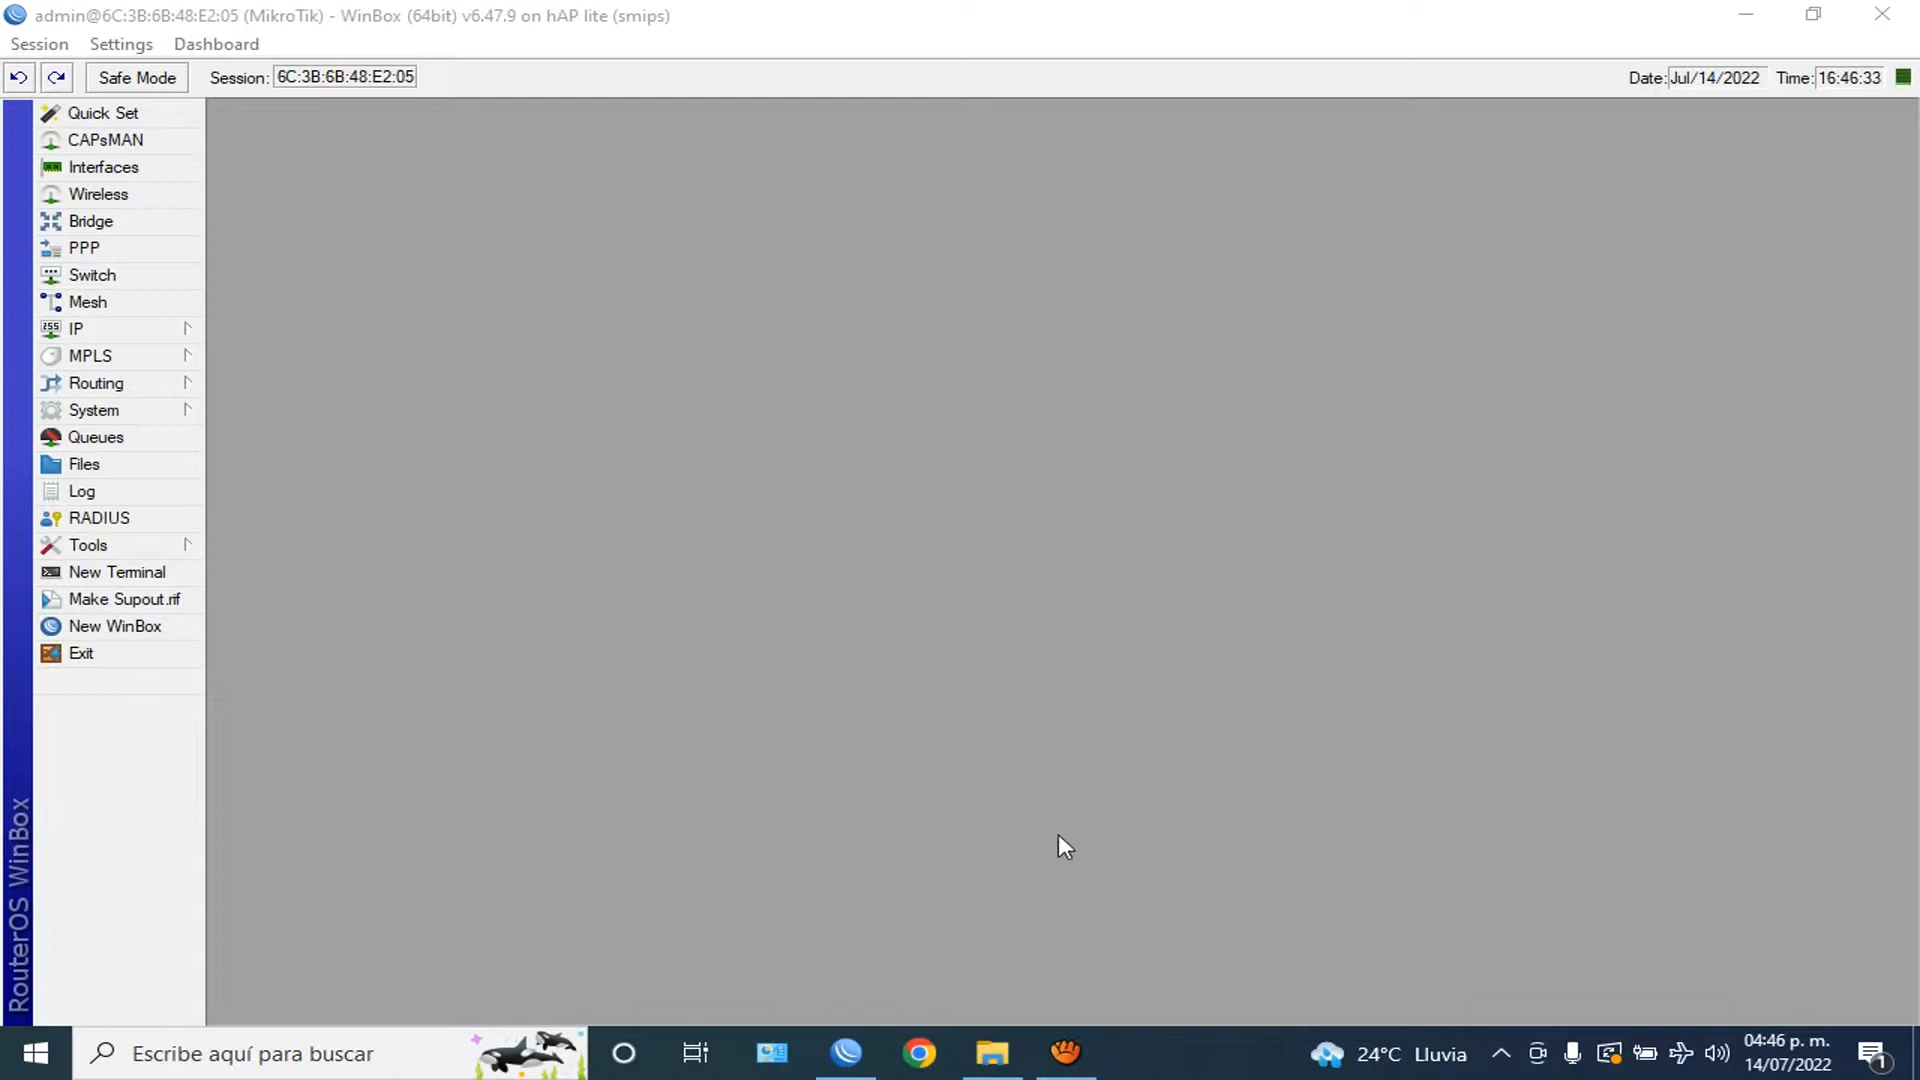 admin@6C:3B:6B:48:E2:05 (MikroTik) - WinBox (64bit) v6.47.9 on hAP lite (smips)
Session Settings Dashboard
Safe Mode Session: 6C:3B:6B:48:E2:05 Date: Jul/14/2022 Time: 16:46:33
Quick Set
CAPsMAN
Interfaces
Wireless
Bridge
PPP
Switch
Mesh
255 IP
MPLS
Routing
System
Queues
Files
Log
RADIUS
Tools
New Terminal
Make Supout.rif
New WinBox
Exit
RouterOS WinBox
Escribe aquí para buscar
24°C Lluvia
04:46 p. m.
14/07/2022
1